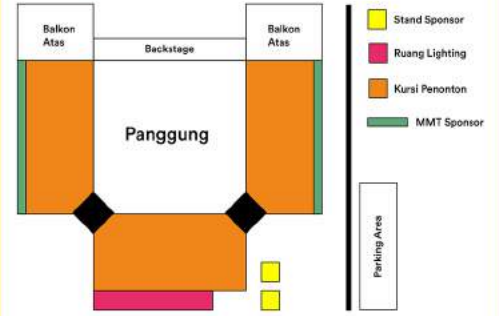 Balkon
Atas
Backstage
Balkon
Atas
Panggung
Stand Sponsor
Ruang Lighting
Kursi Penonton
MMT Sponsor
Parking Area